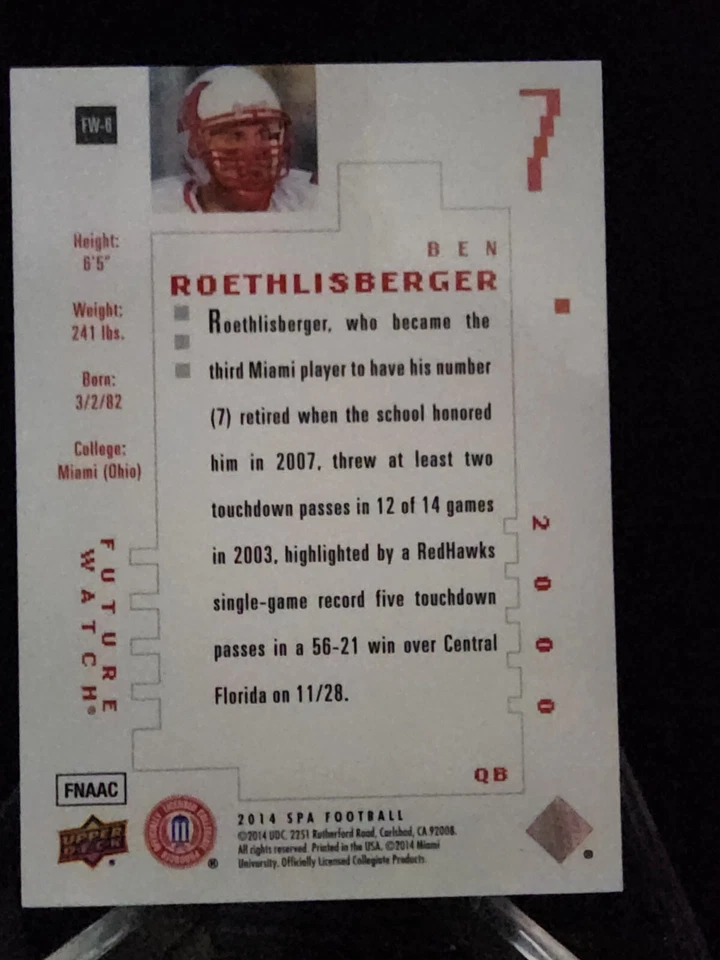 FW-6
7
Height:
6'5"
Weight:
241 lbs.
Born:
3/2/82
College:
Miami (Ohio)
BEN
ROETHLISBERGER
Roethlisberger, who became the
third Miami player to have his number
(7) retired when the school honored
him in 2007, threw at least two
touchdown passes in 12 of 14 games
in 2003, highlighted by a RedHawks
single-game record five touchdown
passes in a 56-21 win over Central
Florida on 11/28.
2000
FUTURE
WATCH®
QB
FNAAC
UPPER
DECK
®
2014 SPA FOOTBALL
©2014 UDC. 2251 Rutherford Road, Carlsbad, CA 92008.
All rights reserved. Printed in the USA. ©2014 Miami
University. Officially Licensed Collegiate Products